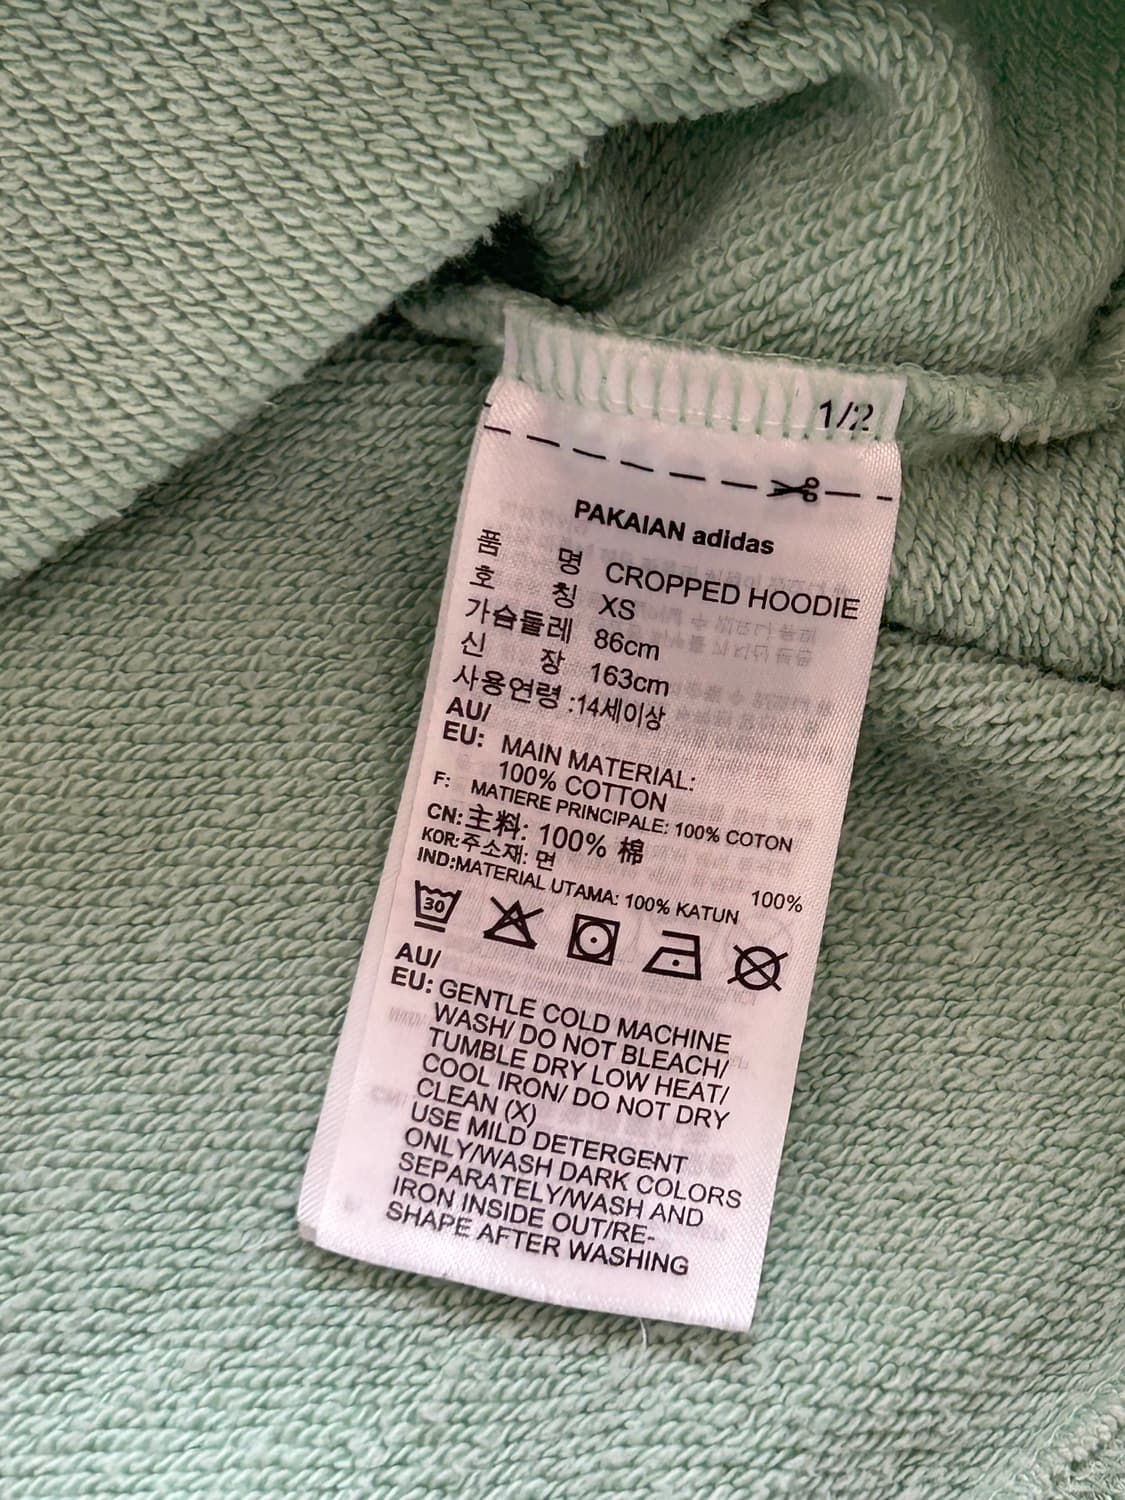 1/2
PAKAIAN adidas
품 명 CROPPED HOODIE
호 칭 XS
가슴둘레 86cm
신 장 163cm
사용연령 :14세이상
AU/
EU: MAIN MATERIAL:
100% COTTON
F: MATIERE PRINCIPALE: 100% COTON
CN:主料: 100% 棉
KOR:주소재: 면 100%
IND:MATERIAL UTAMA: 100% KATUN
30
AU/
EU: GENTLE COLD MACHINE
WASH/ DO NOT BLEACH/
TUMBLE DRY LOW HEAT/
COOL IRON/ DO NOT DRY
CLEAN (X)
USE MILD DETERGENT
ONLY/WASH DARK COLORS
SEPARATELY/WASH AND
IRON INSIDE OUT/RE-
SHAPE AFTER WASHING